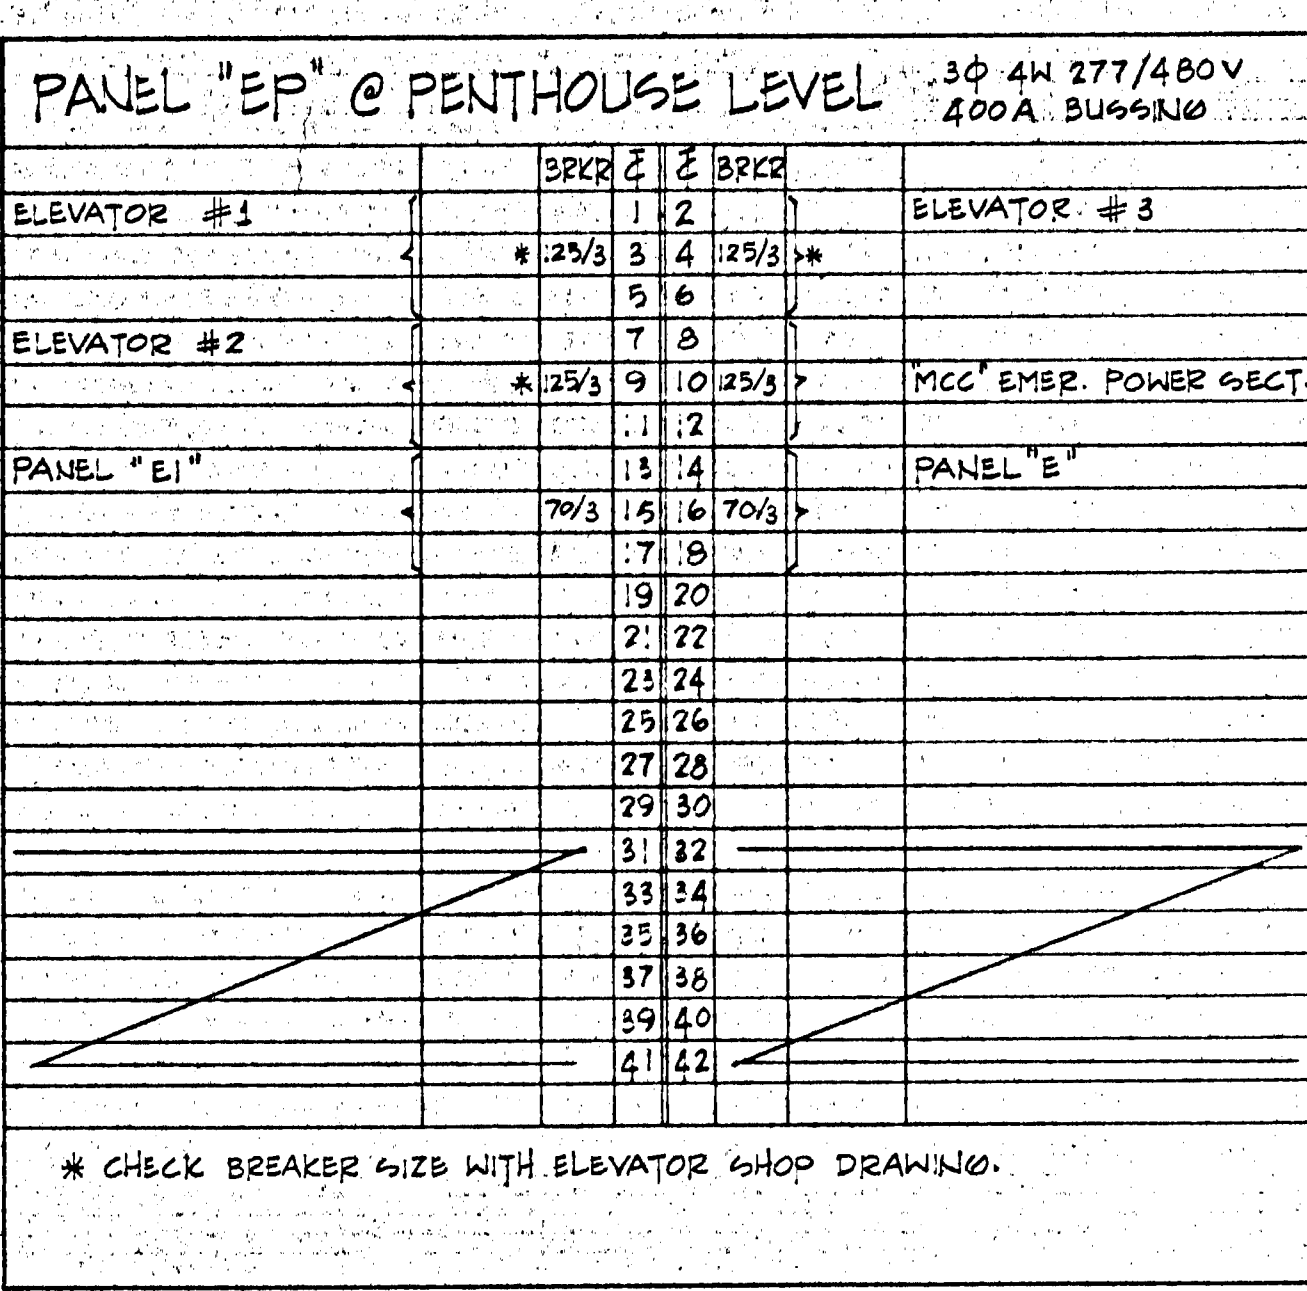 PANEL "EP" @ PENTHOUSE LEVEL 3Φ 4W 277/480V
400A BUSSING
BRKR BRKR
ELEVATOR #1 1 2 ELEVATOR #3
* 125/3 3 4 125/3 *
5 6
ELEVATOR #2 7 8
* 125/3 9 10 125/3 "MCC" EMER. POWER SECT.
11 12
PANEL "E1" 13 14 PANEL "E"
70/3 15 16 70/3
17 18
19 20
21 22
23 24
25 26
27 28
29 30
31 32
33 34
35 36
37 38
39 40
41 42
* CHECK BREAKER SIZE WITH ELEVATOR SHOP DRAWING.